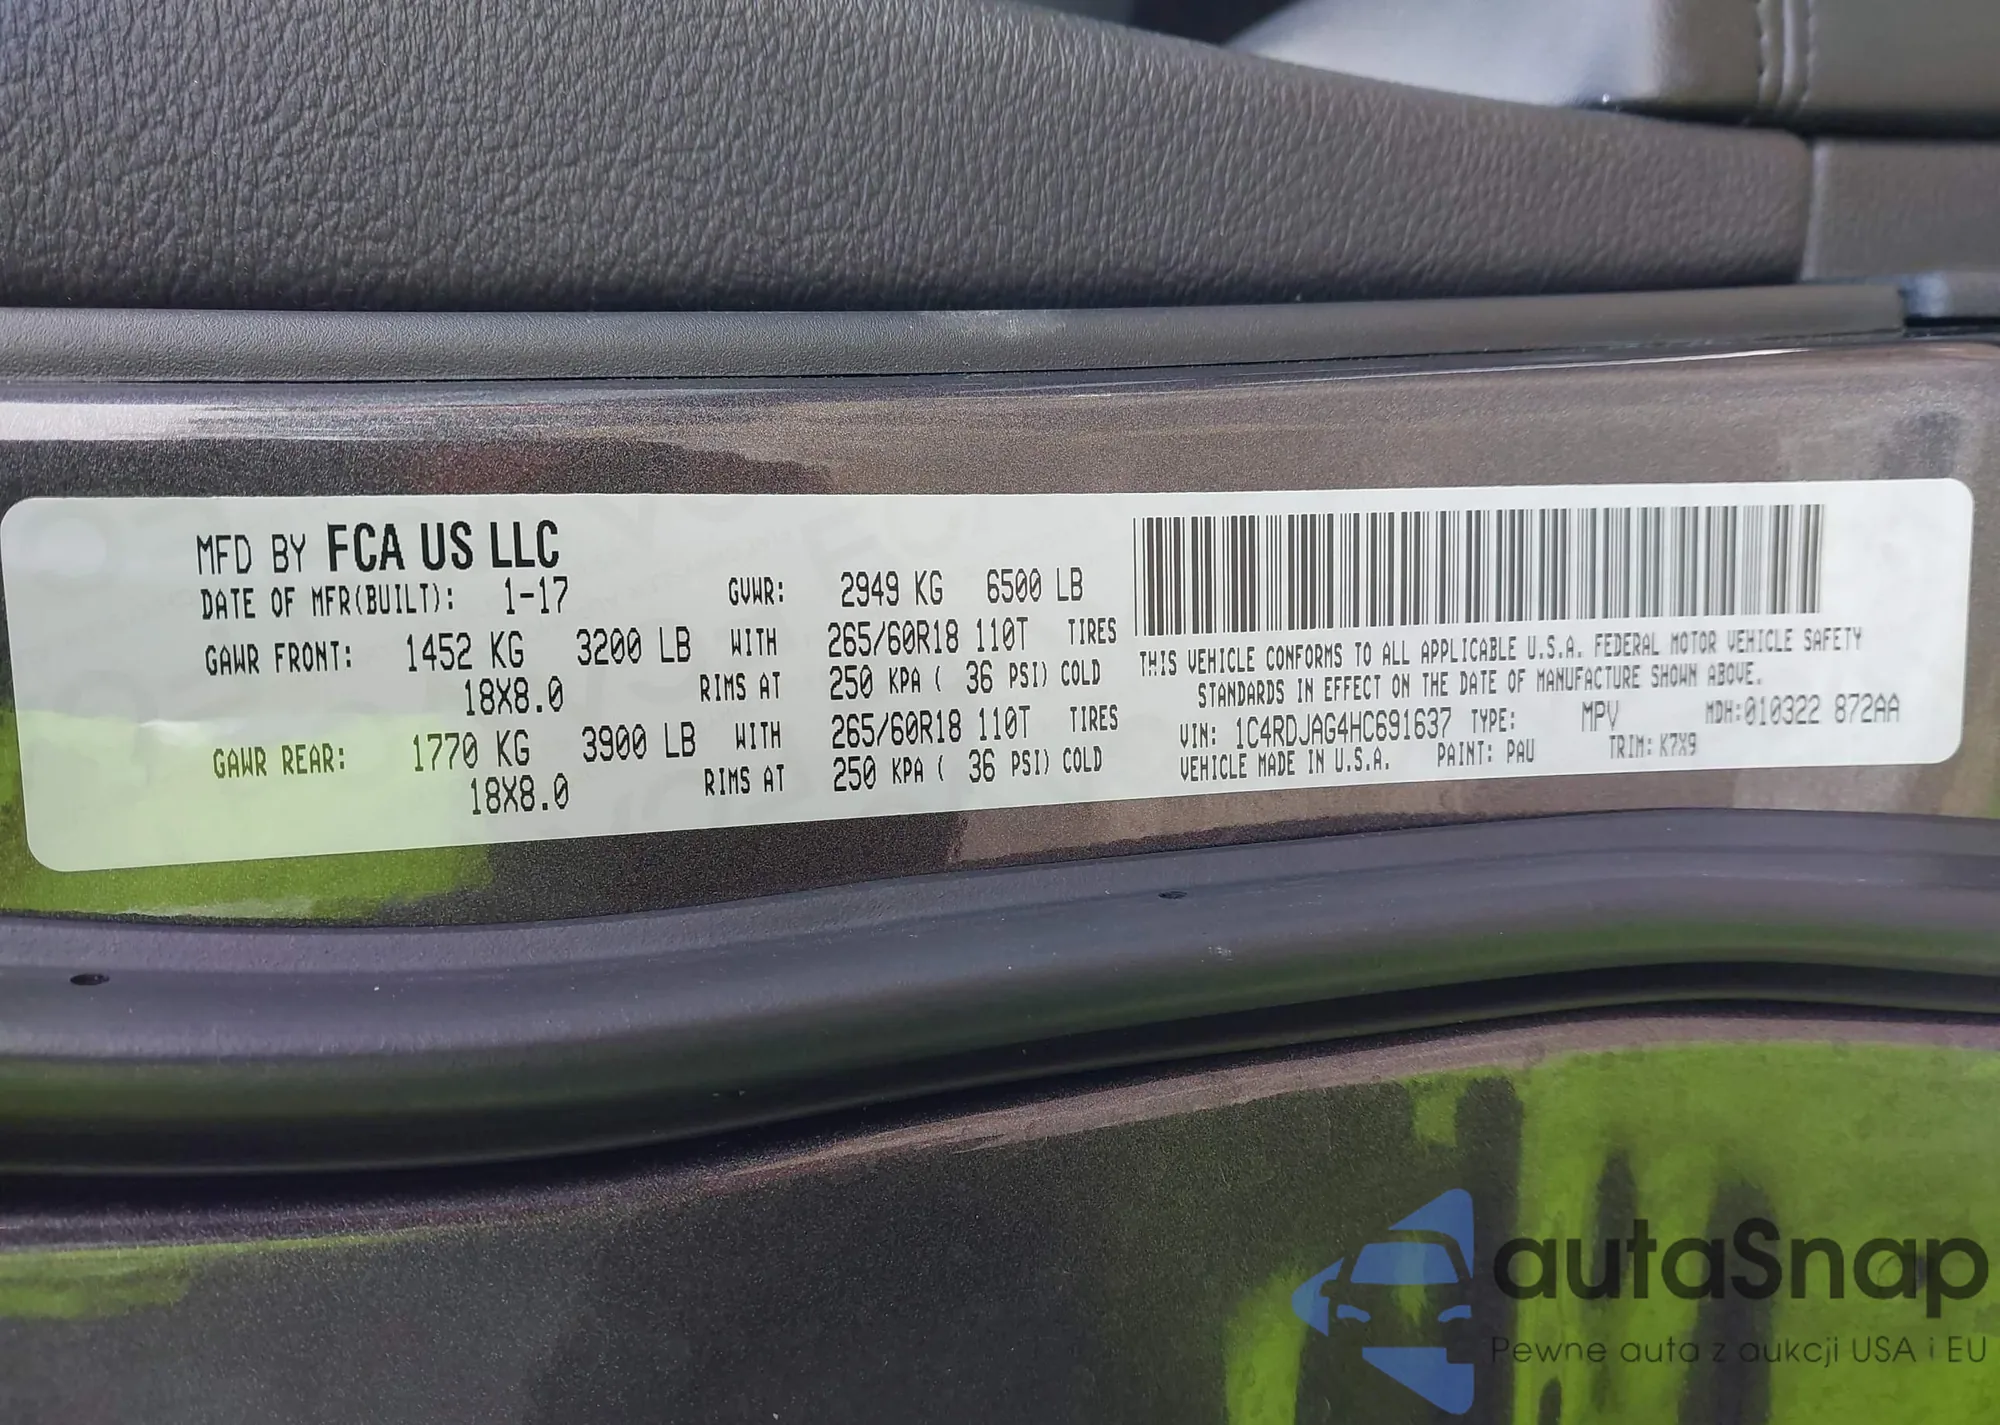 MFD BY FCA US LLC
DATE OF MFR(BUILT): 1-17 GVWR: 2949 KG 6500 LB
GAWR FRONT: 1452 KG 3200 LB WITH 265/60R18 110T TIRES
18X8.0 RIMS AT 250 KPA ( 36 PSI) COLD
GAWR REAR: 1770 KG 3900 LB WITH 265/60R18 110T TIRES
18X8.0 RIMS AT 250 KPA ( 36 PSI) COLD
THIS VEHICLE CONFORMS TO ALL APPLICABLE U.S.A. FEDERAL MOTOR VEHICLE SAFETY
STANDARDS IN EFFECT ON THE DATE OF MANUFACTURE SHOWN ABOVE.
VIN: 1C4RDJAG4HC691637 TYPE: MPV MDH:010322 872AA
VEHICLE MADE IN U.S.A. PAINT: PAU TRIM: K7X9
autaSnap
Pewne auta z aukcji USA i EU